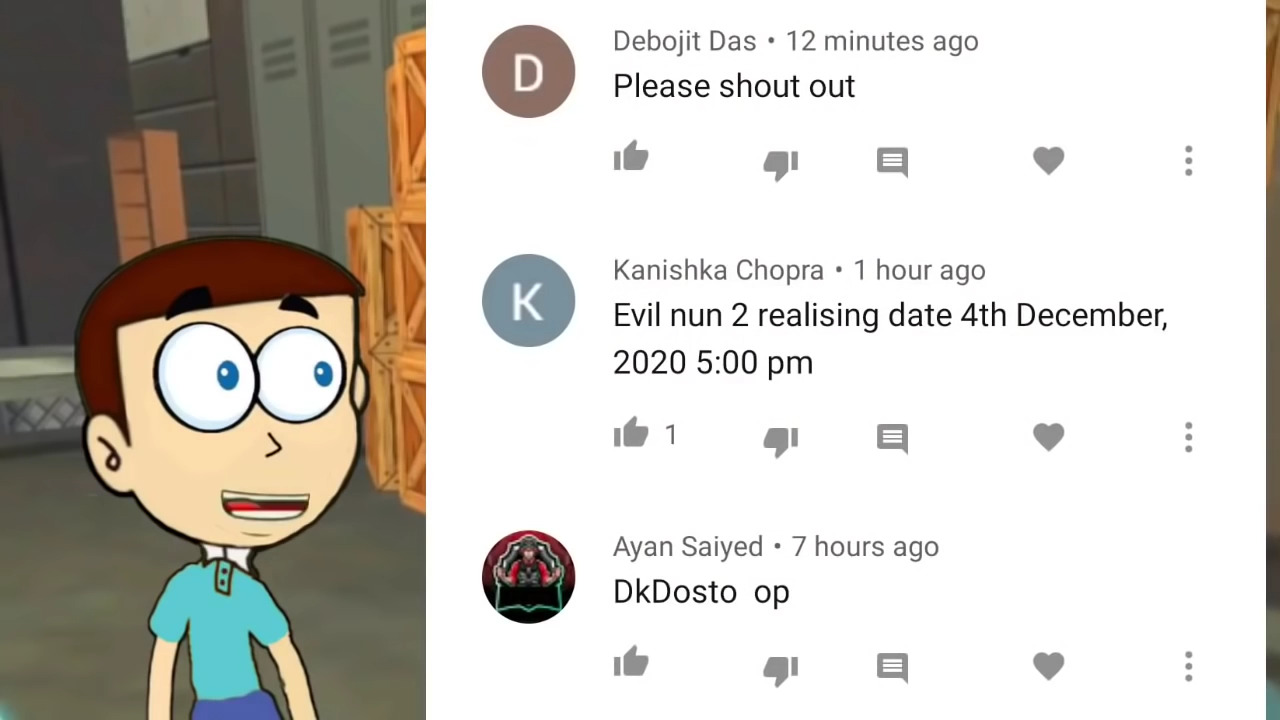 D
Debojit Das • 12 minutes ago
Please shout out
K
Kanishka Chopra • 1 hour ago
Evil nun 2 realising date 4th December,
2020 5:00 pm
1
Ayan Saiyed • 7 hours ago
DkDosto op